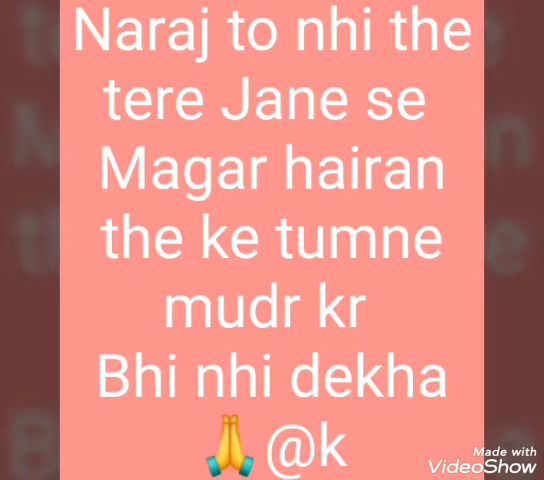 Naraj to nhi the
tere Jane se
Magar hairan
the ke tumne
mudr kr
Bhi nhi dekha
🙏@k
Made with
VideoShow